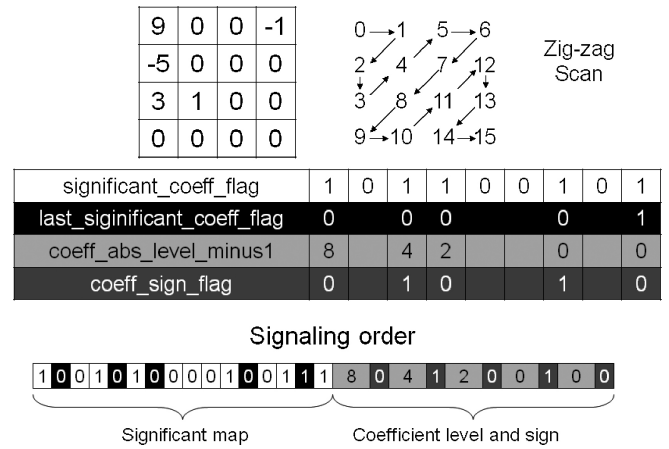 9 0 0 -1
-5 0 0 0
3 1 0 0
0 0 0 0
0 1 5 6
2 4 7 12
3 8 11 13
9 10 14 15
Zig-zag
Scan
significant_coeff_flag 1 0 1 1 0 0 1 0 1
last_siginificant_coeff_flag 0 0 0 0 1
coeff_abs_level_minus1 8 4 2 0 0
coeff_sign_flag 0 1 0 1 0
Signaling order
1 0 0 1 0 1 0 0 0 0 1 0 0 1 1 1 8 0 4 1 2 0 0 1 0 0
Significant map
Coefficient level and sign